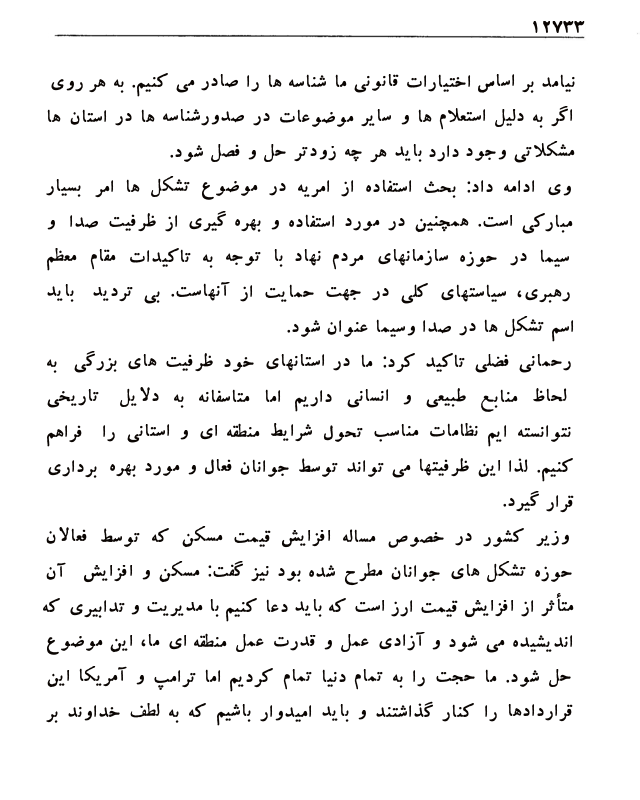 ۱۲۷۳۳
نیامد بر اساس اختیارات قانونی ما شناسه ها را صادر می کنیم. به هر روی
اگر به دلیل استعلام ها و سایر موضوعات در صدورشناسه ها در استان ها
مشکلاتی وجود دارد باید هر چه زودتر حل و فصل شود.
وی ادامه داد: بحث استفاده از امریه در موضوع تشکل ها امر بسیار
مبارکی است. همچنین در مورد استفاده و بهره گیری از ظرفیت صدا و
سیما در حوزه سازمانهای مردم نهاد با توجه به تاکیدات مقام معظم
رهبری، سیاستهای کلی در جهت حمایت از آنهاست. بی تردید باید
اسم تشکل ها در صدا وسیما عنوان شود.
رحمانی فضلی تاکید کرد: ما در استانهای خود ظرفیت های بزرگی به
لحاظ منابع طبیعی و انسانی داریم اما متاسفانه به دلایل تاریخی
نتوانسته ایم نظامات مناسب تحول شرایط منطقه ای و استانی را فراهم
کنیم. لذا این ظرفیتها می تواند توسط جوانان فعال و مورد بهره برداری
قرار گیرد.
وزیر کشور در خصوص مساله افزایش قیمت مسکن که توسط فعالان
حوزه تشکل های جوانان مطرح شده بود نیز گفت: مسکن و افزایش آن
متأثر از افزایش قیمت ارز است که باید دعا کنیم با مدیریت و تدابیری که
اندیشیده می شود و آزادی عمل و قدرت عمل منطقه ای ما، این موضوع
حل شود. ما حجت را به تمام دنیا تمام کردیم اما ترامپ و آمریکا این
قراردادها را کنار گذاشتند و باید امیدوار باشیم که به لطف خداوند بر